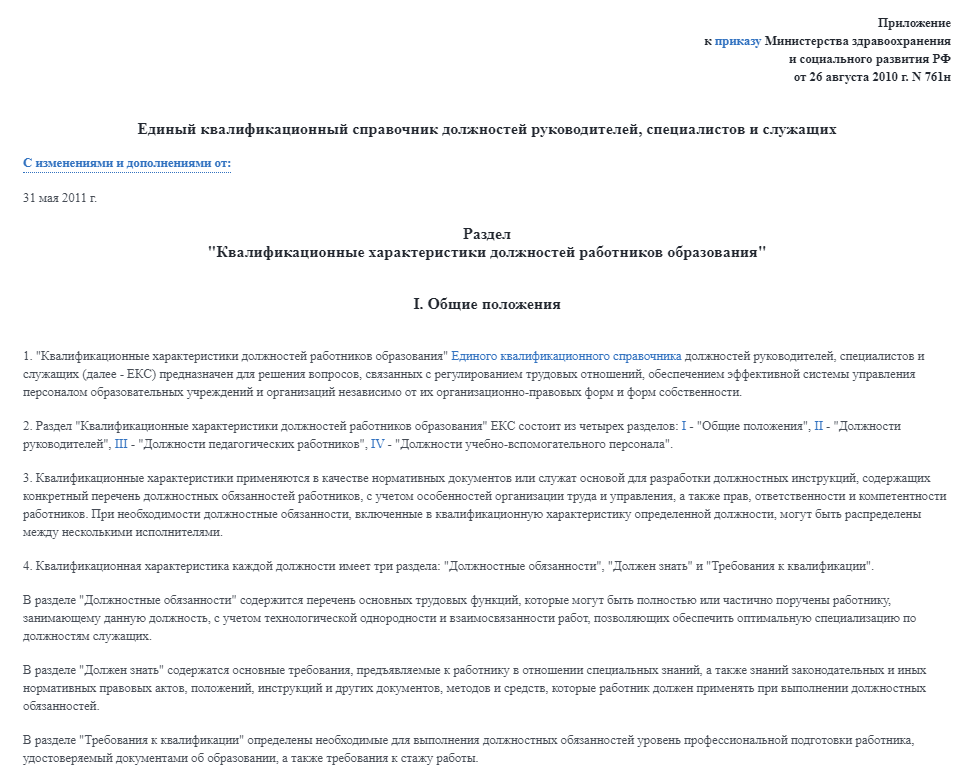 Приложение
к приказу Министерства здравоохранения
и социального развития РФ
от 26 августа 2010 г. N 761н
Единый квалификационный справочник должностей руководителей, специалистов и служащих
С изменениями и дополнениями от:
31 мая 2011 г.
Раздел
"Квалификационные характеристики должностей работников образования"
I. Общие положения
1. "Квалификационные характеристики должностей работников образования" Единого квалификационного справочника должностей руководителей, специалистов и
служащих (далее - ЕКС) предназначен для решения вопросов, связанных с регулированием трудовых отношений, обеспечением эффективной системы управления
персоналом образовательных учреждений и организаций независимо от их организационно-правовых форм и форм собственности.
2. Раздел "Квалификационные характеристики должностей работников образования" ЕКС состоит из четырех разделов: I - "Общие положения", II - "Должности
руководителей", III - "Должности педагогических работников", IV - "Должности учебно-вспомогательного персонала".
3. Квалификационные характеристики применяются в качестве нормативных документов или служат основой для разработки должностных инструкций, содержащих
конкретный перечень должностных обязанностей работников, с учетом особенностей организации труда и управления, а также прав, ответственности и компетентности
работников. При необходимости должностные обязанности, включенные в квалификационную характеристику определенной должности, могут быть распределены
между несколькими исполнителями.
4. Квалификационная характеристика каждой должности имеет три раздела: "Должностные обязанности", "Должен знать" и "Требования к квалификации".
В разделе "Должностные обязанности" содержится перечень основных трудовых функций, которые могут быть полностью или частично поручены работнику,
занимающему данную должность, с учетом технологической однородности и взаимосвязанности работ, позволяющих обеспечить оптимальную специализацию по
должностям служащих.
В разделе "Должен знать" содержатся основные требования, предъявляемые к работнику в отношении специальных знаний, а также знаний законодательных и иных
нормативных правовых актов, положений, инструкций и других документов, методов и средств, которые работник должен применять при выполнении должностных
обязанностей.
В разделе "Требования к квалификации" определены необходимые для выполнения должностных обязанностей уровень профессиональной подготовки работника,
удостоверяемый документами об образовании, а также требования к стажу работы.